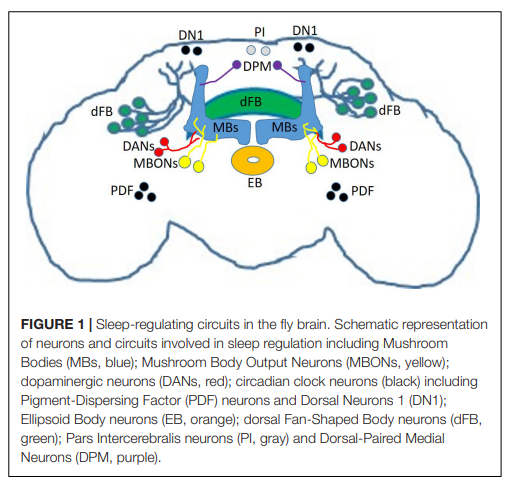 DN1 PI DN1
DPM
dFB dFB dFB
MBs MBs
DANs DANs
MBONs MBONs
EB
PDF PDF
FIGURE 1 | Sleep-regulating circuits in the fly brain. Schematic representation
of neurons and circuits involved in sleep regulation including Mushroom
Bodies (MBs, blue); Mushroom Body Output Neurons (MBONs, yellow);
dopaminergic neurons (DANs, red); circadian clock neurons (black) including
Pigment-Dispersing Factor (PDF) neurons and Dorsal Neurons 1 (DN1);
Ellipsoid Body neurons (EB, orange); dorsal Fan-Shaped Body neurons (dFB,
green); Pars Intercerebralis neurons (PI, gray) and Dorsal-Paired Medial
Neurons (DPM, purple).